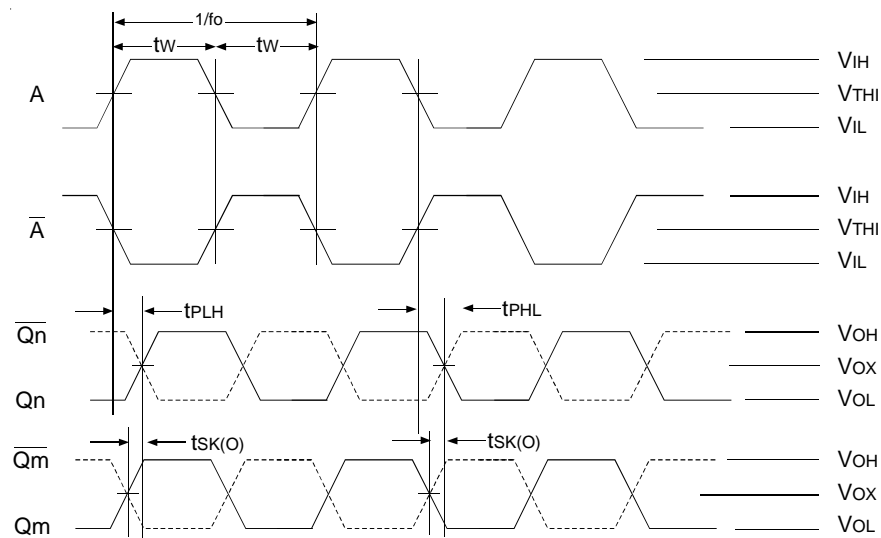 1/fo
tW tW
A
VIH
VTHI
VIL
A
VIH
VTHI
VIL
tPLH
tPHL
Qn
VOH
VOX
Qn
VOL
tSK(O)
tSK(O)
Qm
VOH
VOX
Qm
VOL